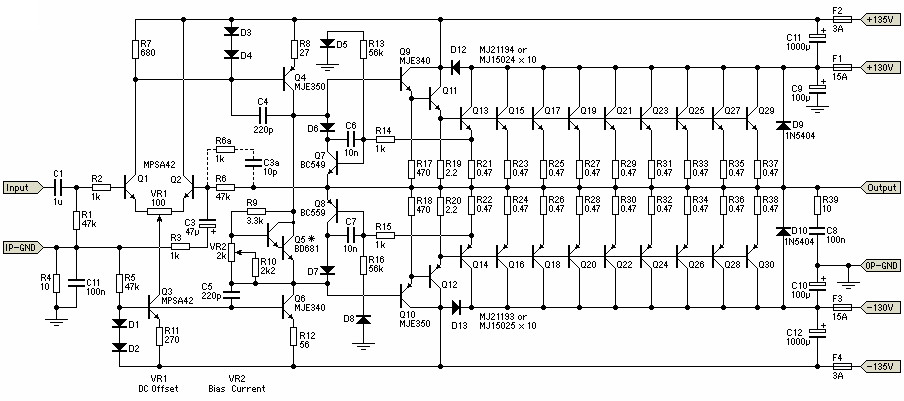 F2
+135V
3A
R7
680
D3
D4
R8
27
D5
R13
56k
Q9
MJE340
D12
MJ21194 or
MJ15024 x 10
C11
1000µ
F1
+130V
15A
Q4
MJE350
Q11
C9
100µ
C4
220p
Q13
Q15
Q17
Q19
Q21
Q23
Q25
Q27
Q29
D6
C6
10n
R14
1k
D9
1N5404
R6a
1k
C3a
10p
Q7
BC549
MPSA42
R17
470
R19
2.2
R21
0.47
R23
0.47
R25
0.47
R27
0.47
R29
0.47
R31
0.47
R33
0.47
R35
0.47
R37
0.47
Input
C1
1u
R2
1k
Q1
VR1
100
Q2
R6
47k
Output
R1
47k
C3
47µ
R9
3.3k
Q8
BC559
R18
470
R20
2.2
R22
0.47
R24
0.47
R26
0.47
R28
0.47
R30
0.47
R32
0.47
R34
0.47
R36
0.47
R38
0.47
R39
10
D10
1N5404
C8
100n
IP-GND
R3
1k
VR2
2k
R10
2k2
Q5 *
BD681
C7
10n
R15
1k
R16
56k
Q14
Q16
Q18
Q20
Q22
Q24
Q26
Q28
Q30
OP-GND
R4
10
C11
100n
R5
47k
Q3
MPSA42
C5
220p
D7
Q6
MJE340
Q12
C10
100µ
D1
D2
R11
270
R12
56
D8
Q10
MJE350
D13
MJ21193 or
MJ15025 x 10
C12
1000µ
F3
-130V
15A
F4
-135V
3A
VR1
DC Offset
VR2
Bias Current